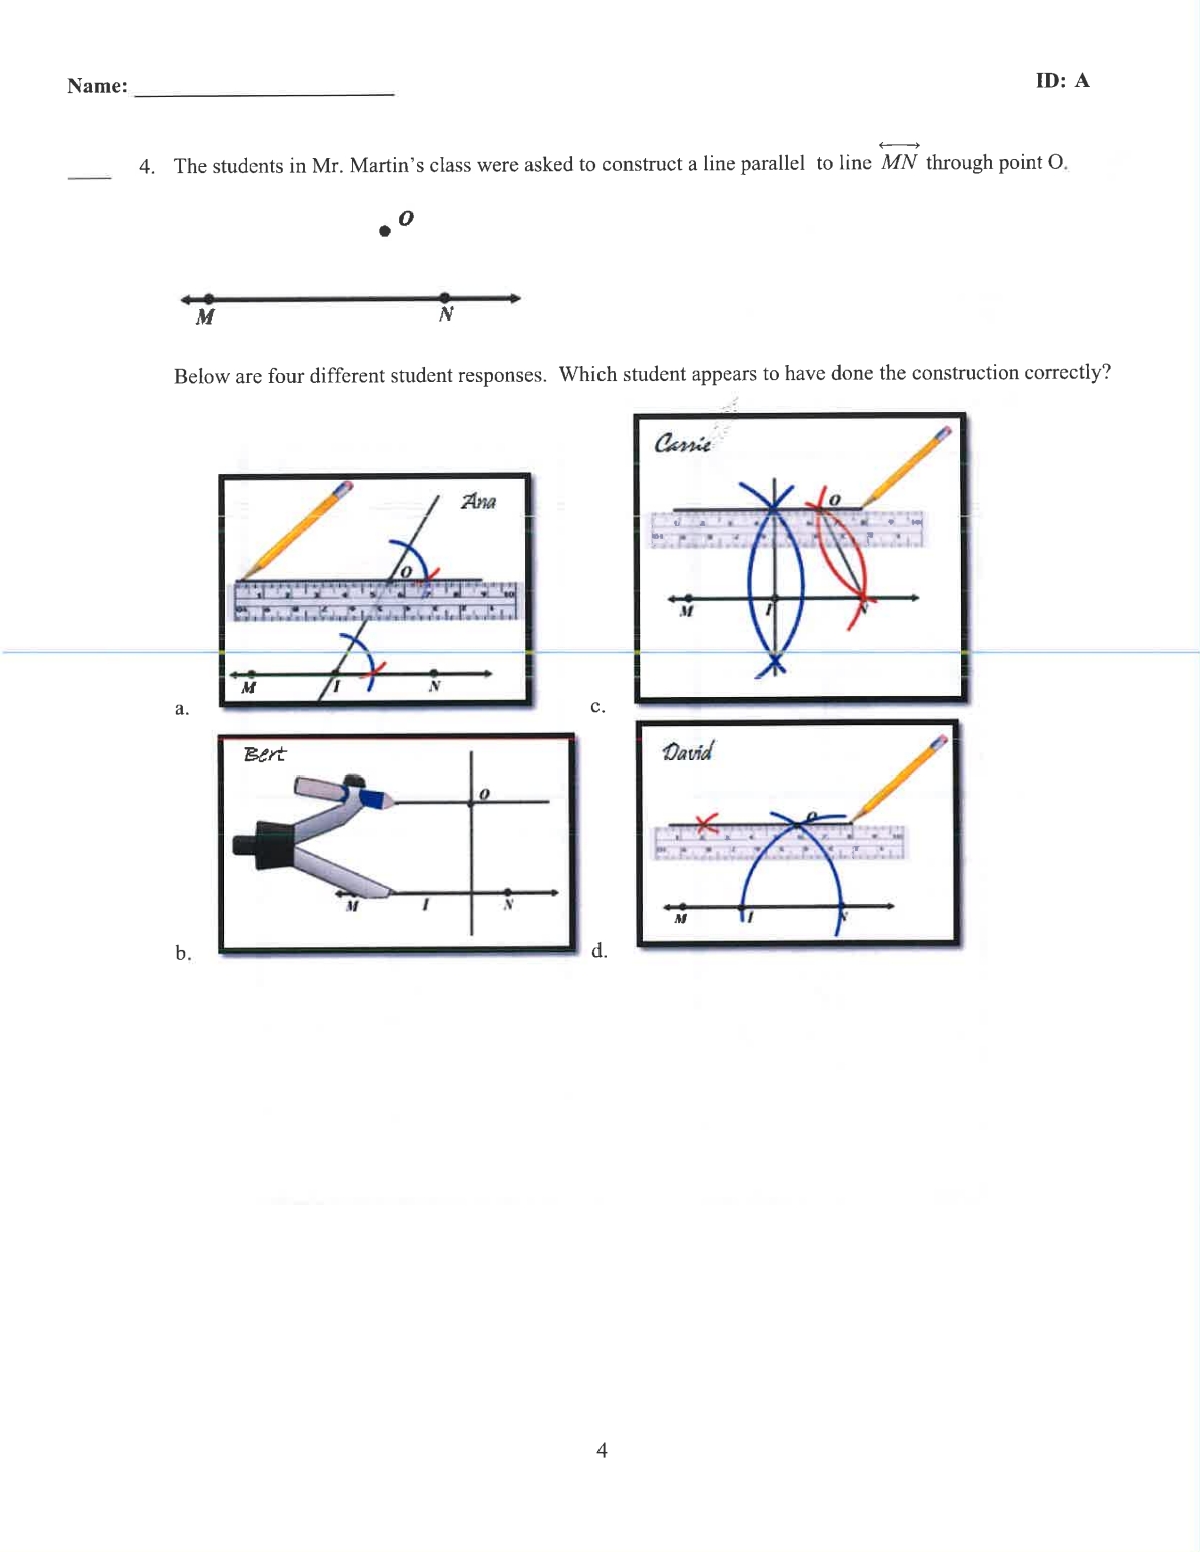 Name: ____________________
ID: A
____ 4. The students in Mr. Martin's class were asked to construct a line parallel to line MN through point O.
O
M N
Below are four different student responses. Which student appears to have done the construction correctly?
Carrie
O
M I N
c.
Ana
O
M I N
a.
Bert
O
M I N
b.
David
O
M I N
d.
4